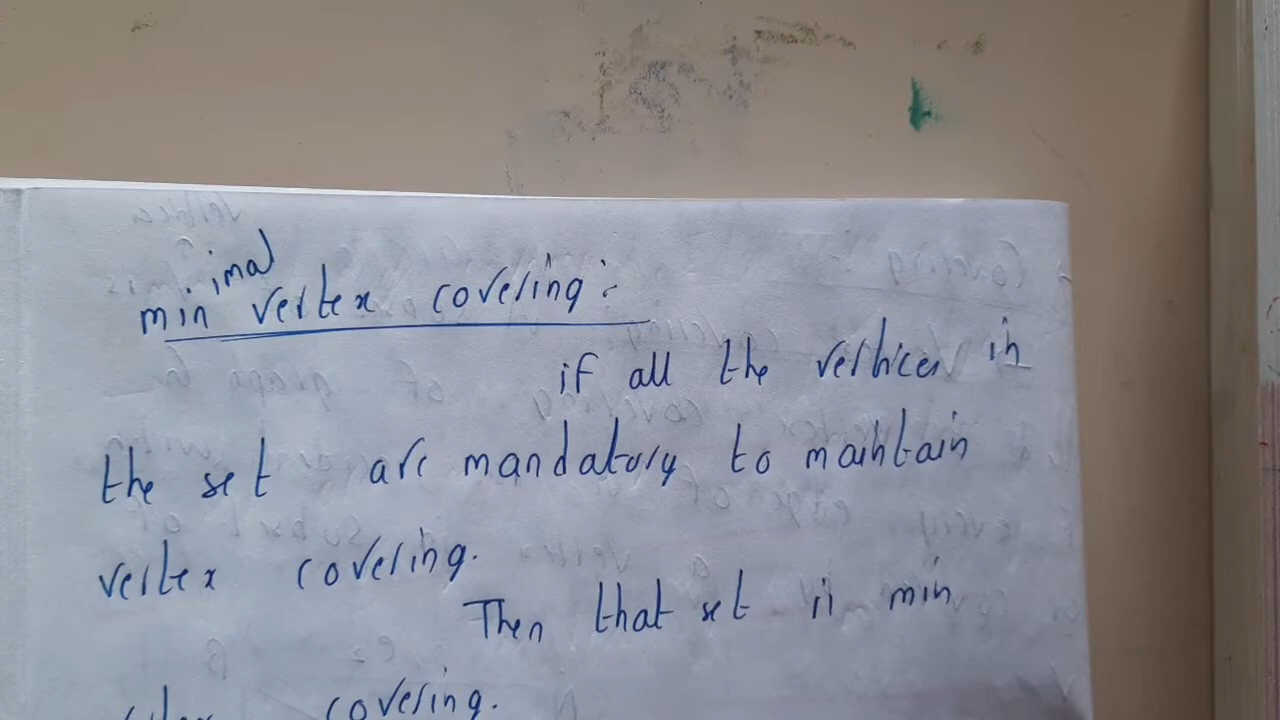 minimal vertex covering :-
if all the vertices in
the set are mandatory to maintain
vertex covering.
Then that set is min
covering.